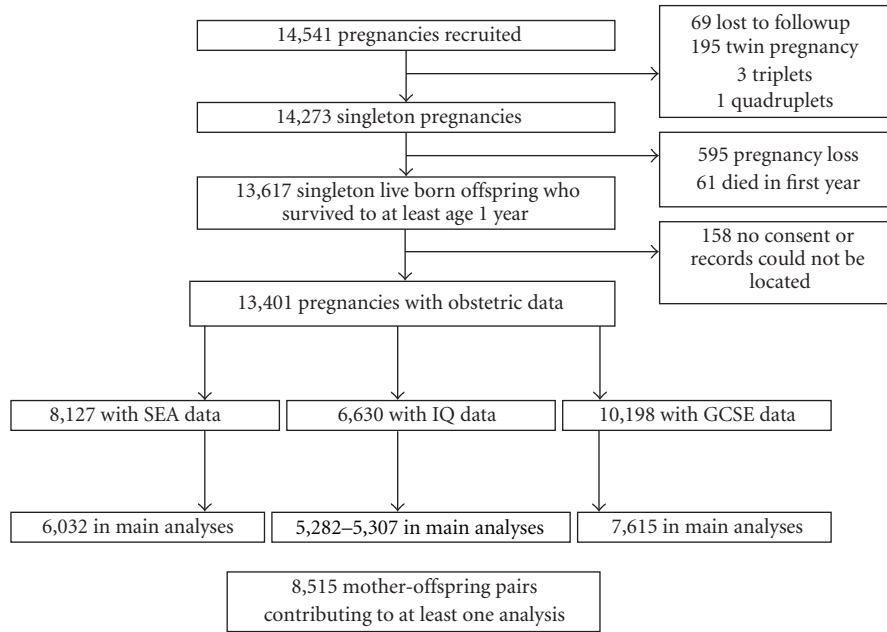 14,541 pregnancies recruited
69 lost to followup
195 twin pregnancy
3 triplets
1 quadruplets
14,273 singleton pregnancies
595 pregnancy loss
61 died in first year
13,617 singleton live born offspring who
survived to at least age 1 year
158 no consent or
records could not be
located
13,401 pregnancies with obstetric data
8,127 with SEA data
6,630 with IQ data
10,198 with GCSE data
6,032 in main analyses
5,282–5,307 in main analyses
7,615 in main analyses
8,515 mother-offspring pairs
contributing to at least one analysis